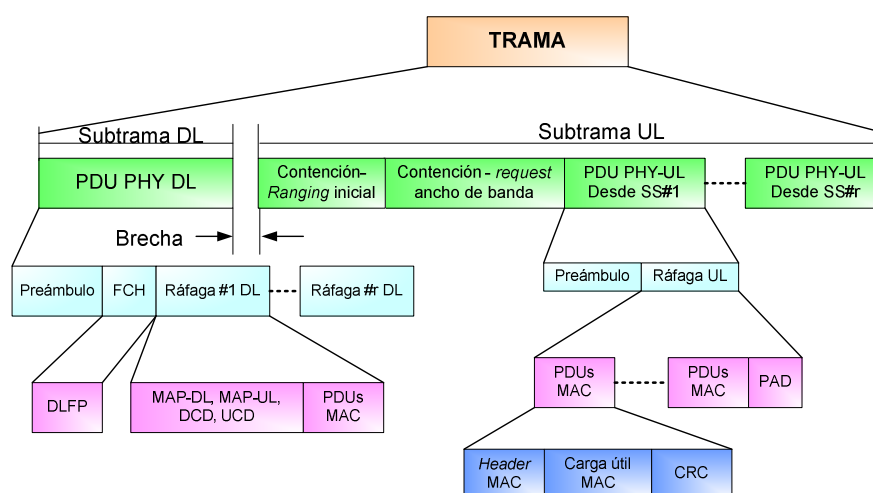 TRAMA
Subtrama DL
Subtrama UL
PDU PHY DL
Contención-
Ranging inicial
Contención - request
ancho de banda
PDU PHY-UL
Desde SS#1
PDU PHY-UL
Desde SS#r
Brecha
Preámbulo
FCH
Ráfaga #1 DL
Ráfaga #r DL
Preámbulo
Ráfaga UL
DLFP
MAP-DL, MAP-UL,
DCD, UCD
PDUs
MAC
PDUs
MAC
PDUs
MAC
PAD
Header
MAC
Carga útil
MAC
CRC